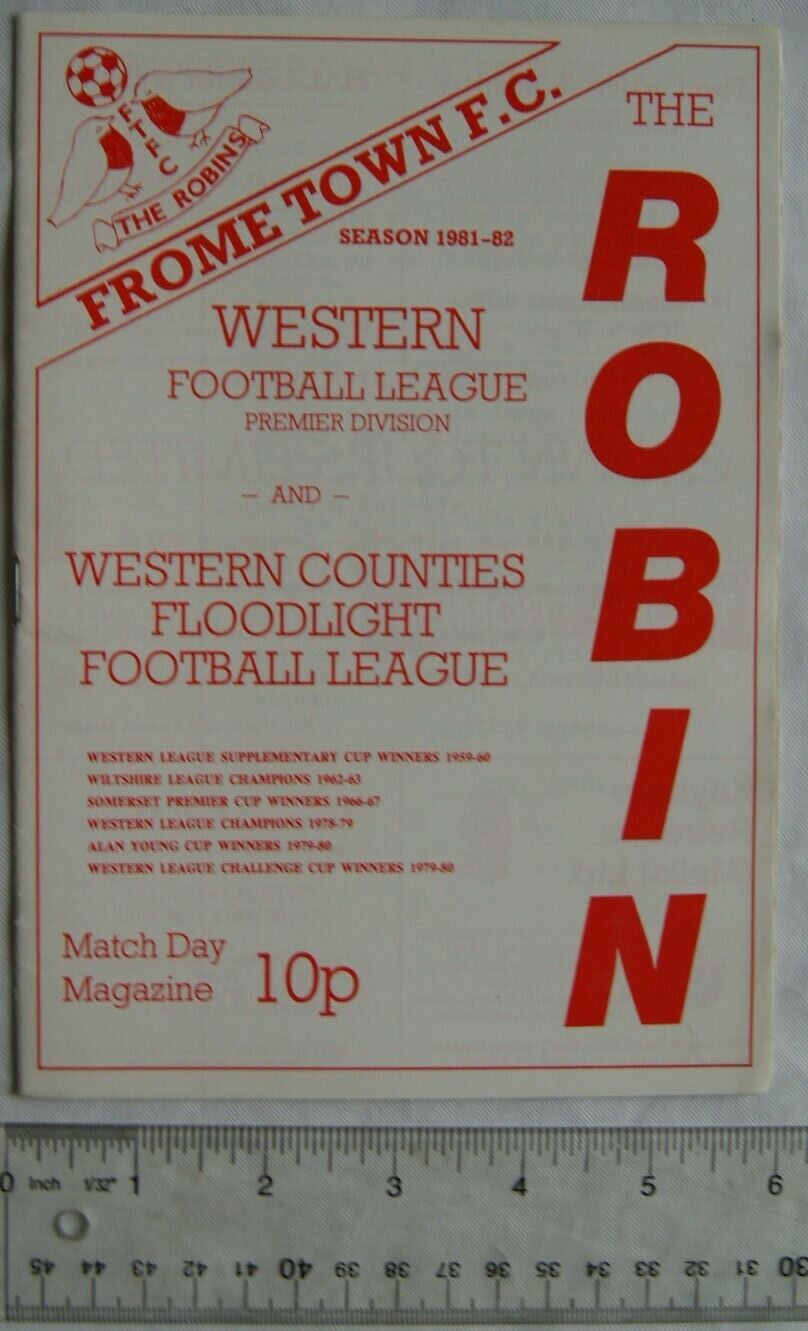 FTFC
THE ROBINS
FROME TOWN F.C.
SEASON 1981-82
THE
ROBIN
WESTERN
FOOTBALL LEAGUE
PREMIER DIVISION
– AND –
WESTERN COUNTIES
FLOODLIGHT
FOOTBALL LEAGUE
WESTERN LEAGUE SUPPLEMENTARY CUP WINNERS 1959-60
WILTSHIRE LEAGUE CHAMPIONS 1962-63
SOMERSET PREMIER CUP WINNERS 1966-67
WESTERN LEAGUE CHAMPIONS 1978-79
ALAN YOUNG CUP WINNERS 1979-80
WESTERN LEAGUE CHALLENGE CUP WINNERS 1979-80
Match Day
Magazine 10p
0 Inch 1/32" 1 2 3 4 5 6
45 44 43 42 41 40 39 38 37 36 35 34 33 32 31 30